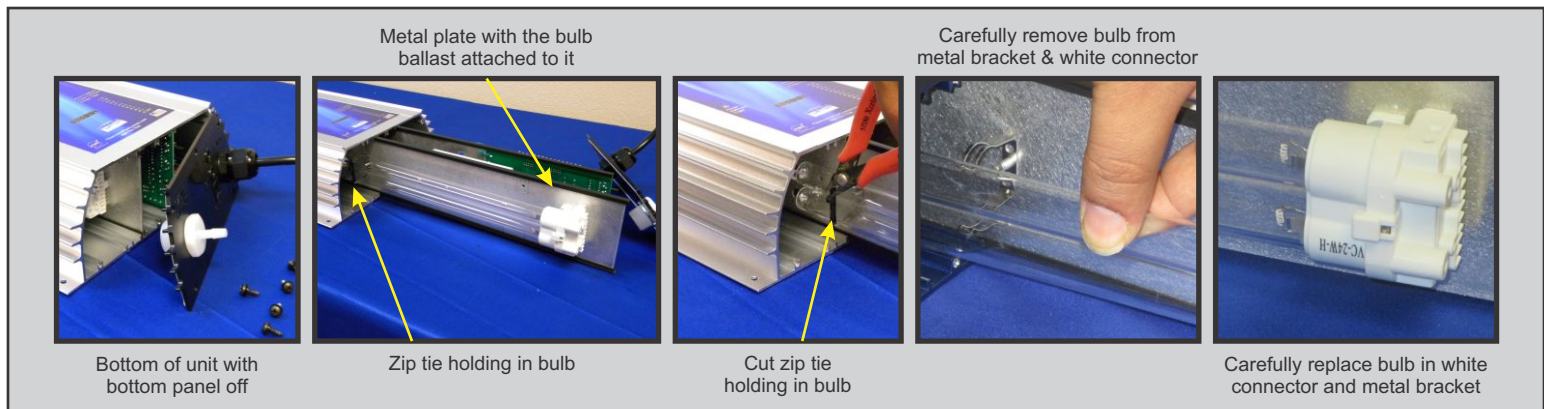 Metal plate with the bulb
ballast attached to it
Carefully remove bulb from
metal bracket & white connector
VC-24W-H
Bottom of unit with
bottom panel off
Zip tie holding in bulb
Cut zip tie
holding in bulb
Carefully replace bulb in white
connector and metal bracket